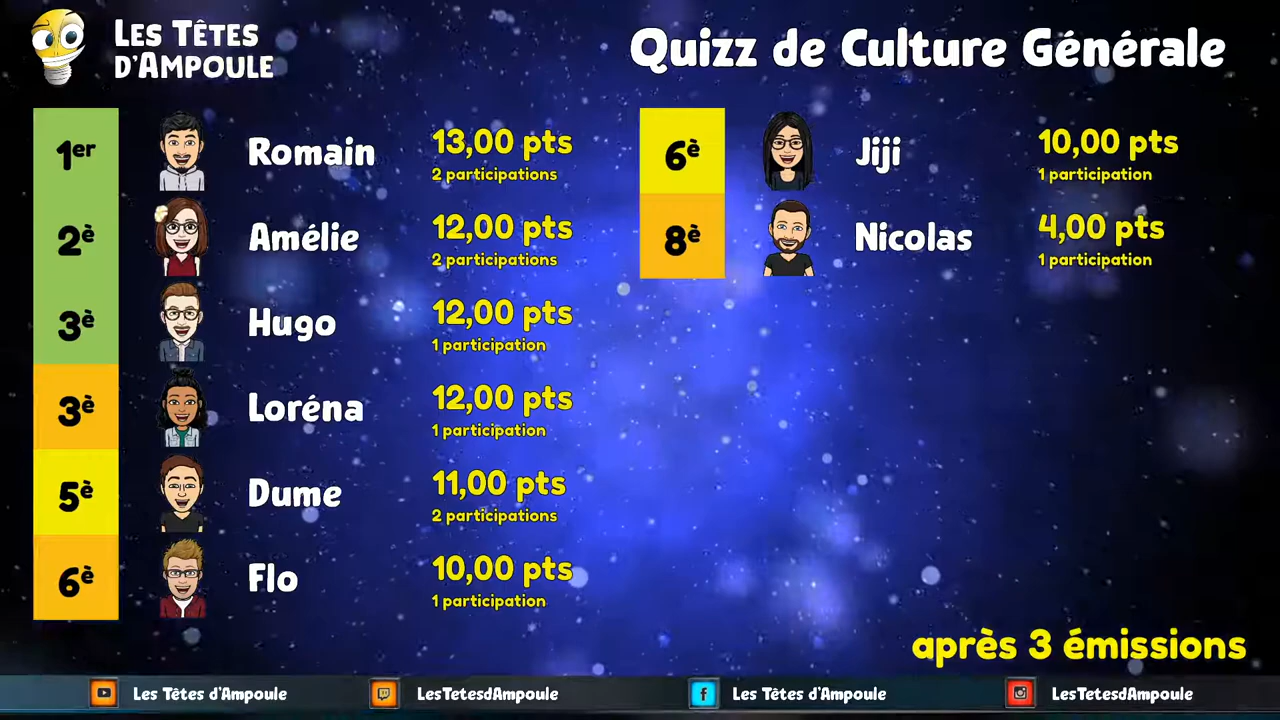 LES TÊTES
D'AMPOULE
Quizz de Culture Générale
1er
Romain
13,00 pts
2 participations
2è
Amélie
12,00 pts
2 participations
3è
Hugo
12,00 pts
1 participation
3è
Loréna
12,00 pts
1 participation
5è
Dume
11,00 pts
2 participations
6è
Flo
10,00 pts
1 participation
6è
Jiji
10,00 pts
1 participation
8è
Nicolas
4,00 pts
1 participation
après 3 émissions
Les Têtes d'Ampoule
LesTetesdAmpoule
Les Têtes d'Ampoule
LesTetesdAmpoule